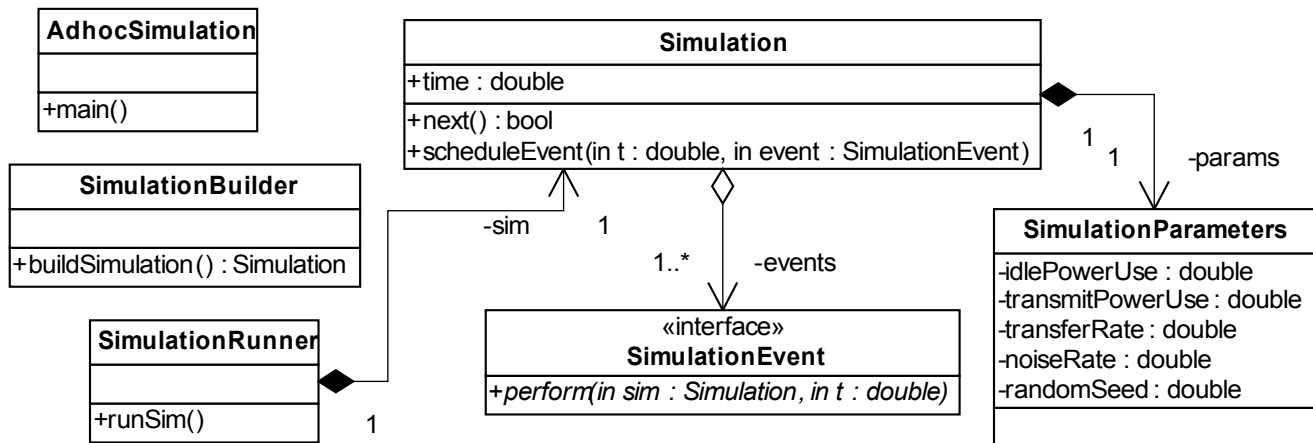 AdhocSimulation
+main()
Simulation
+time : double
+next() : bool
+scheduleEvent(in t : double, in event : SimulationEvent)
1
1
-params
SimulationBuilder
+buildSimulation() : Simulation
-sim
1
1..*
-events
SimulationParameters
-idlePowerUse : double
-transmitPowerUse : double
-transferRate : double
-noiseRate : double
-randomSeed : double
SimulationRunner
+runSim()
1
«interface»
SimulationEvent
+perform(in sim : Simulation, in t : double)